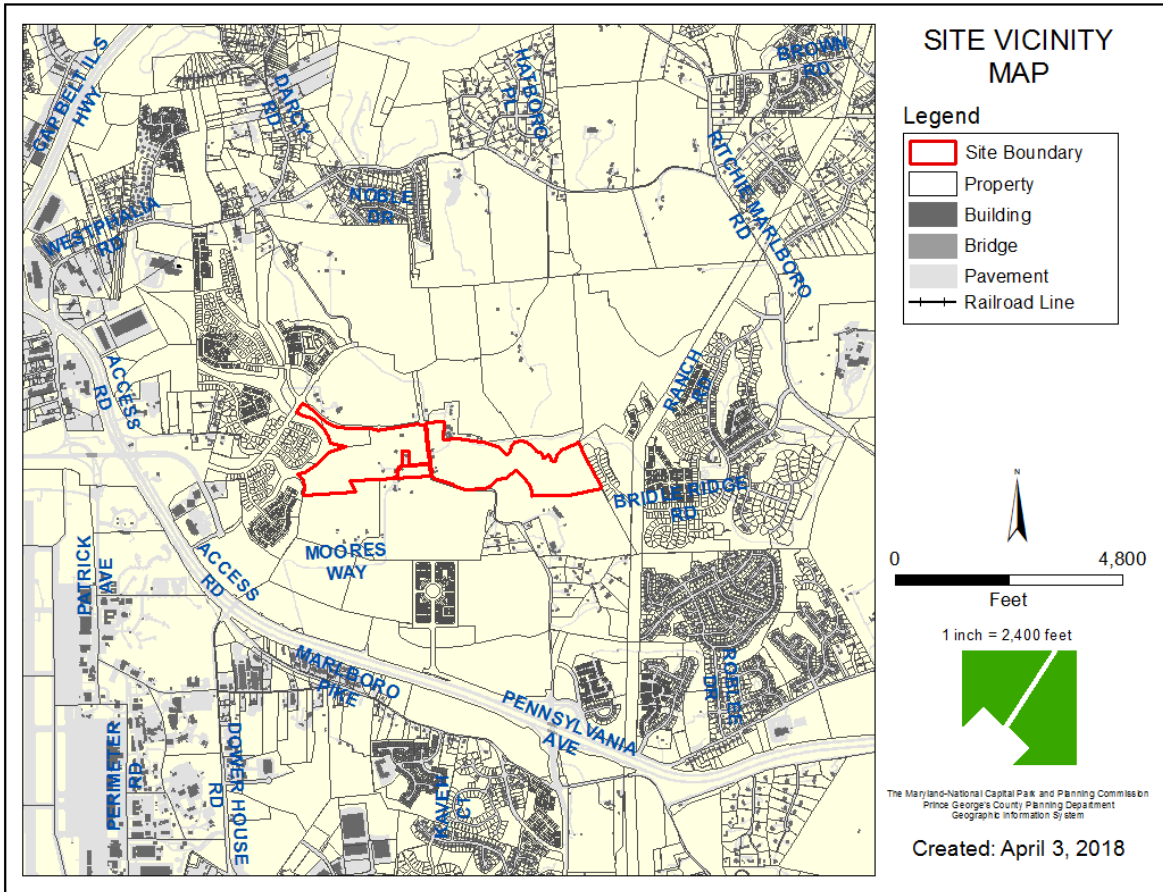 CAP BELT IL S
HWY
DARCY
RD
HATBORO
PL
BROWN
RD
WESTPHALIA
RD
NOBLE
DR
RITCHIE MARLBORO
RD
ACCESS
RD
RANCH
RD
BRIDLE RIDGE
RD
MOORES
WAY
ACCESS
RD
PATRICK
AVE
MARLBORO
PIKE
PENNSYLVANIA
AVE
ROBLEE
DR
PERIMETER
RD
DOWER HOUSE
RD
KAVEH
CT
SITE VICINITY
MAP
Legend
Site Boundary
Property
Building
Bridge
Pavement
Railroad Line
N
0 4,800
Feet
1 inch = 2,400 feet
The Maryland-National Capital Park and Planning Commission
Prince George's County Planning Department
Geographic Information System
Created: April 3, 2018